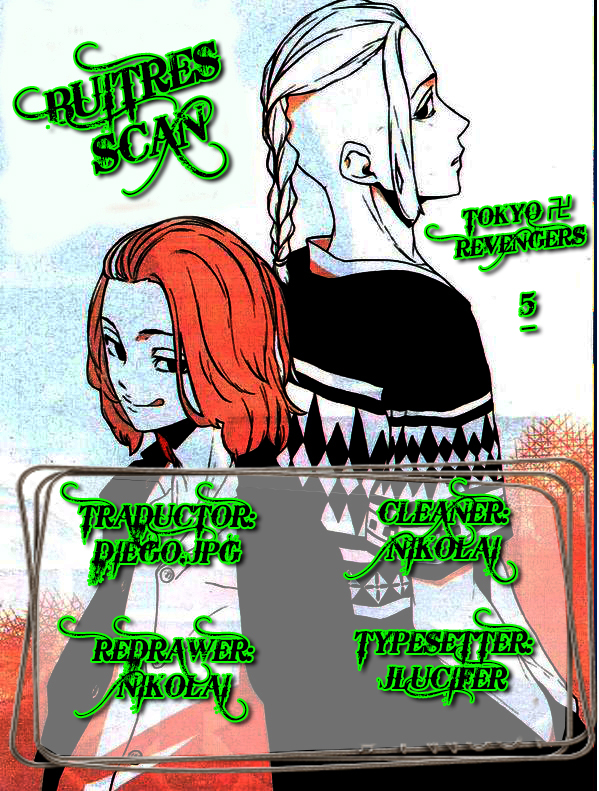 RUITRES
SCAN
TOKYO 卍
REVENGERS
5
TRADUCTOR:
DIEGO.JPG
CLEANER:
NIKOLAI
REDRAWER:
NIKOLAI
TYPESETTER:
JLUCIFER